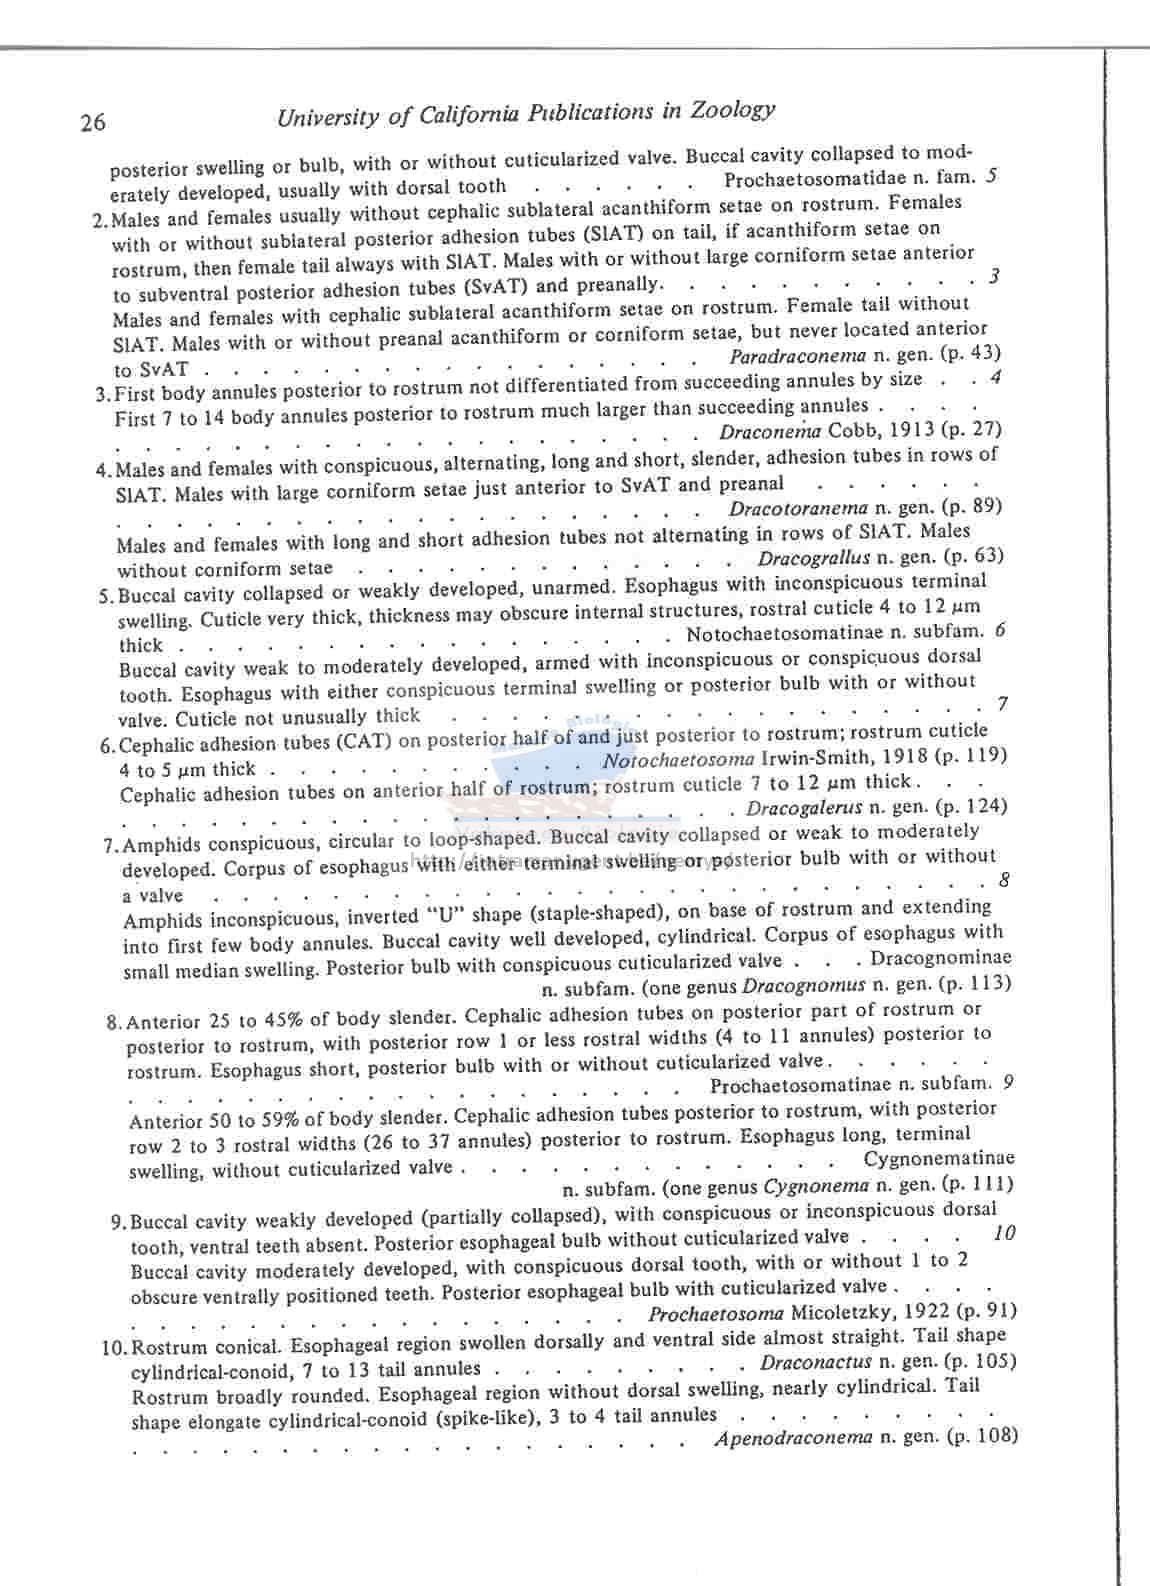 26
University of California Publications in Zoology
posterior swelling or bulb, with or without cuticularized valve. Buccal cavity collapsed to mod-
erately developed, usually with dorsal tooth . . . . . . Prochaetosomatidae n. fam. 5
2. Males and females usually without cephalic sublateral acanthiform setae on rostrum. Females
with or without sublateral posterior adhesion tubes (SlAT) on tail, if acanthiform setae on
rostrum, then female tail always with SlAT. Males with or without large corniform setae anterior
to subventral posterior adhesion tubes (SvAT) and preanally. . . . . . . . . . . . 3
Males and females with cephalic sublateral acanthiform setae on rostrum. Female tail without
SlAT. Males with or without preanal acanthiform or corniform setae, but never located anterior
to SvAT . . . . . . . . . . . . . . . . . Paradraconema n. gen. (p. 43)
3. First body annules posterior to rostrum not differentiated from succeeding annules by size . . 4
First 7 to 14 body annules posterior to rostrum much larger than succeeding annules . . . .
. . . . . . . . . . . . . . . . . . . . Draconema Cobb, 1913 (p. 27)
4. Males and females with conspicuous, alternating, long and short, slender, adhesion tubes in rows of
SlAT. Males with large corniform setae just anterior to SvAT and preanal . . . . . .
. . . . . . . . . . . . . . . . . . . . Dracotoranema n. gen. (p. 89)
Males and females with long and short adhesion tubes not alternating in rows of SlAT. Males
without corniform setae . . . . . . . . . . . . . Dracograllus n. gen. (p. 63)
5. Buccal cavity collapsed or weakly developed, unarmed. Esophagus with inconspicuous terminal
swelling. Cuticle very thick, thickness may obscure internal structures, rostral cuticle 4 to 12 µm
thick . . . . . . . . . . . . . . . . . Notochaetosomatinae n. subfam. 6
Buccal cavity weak to moderately developed, armed with inconspicuous or conspicuous dorsal
tooth. Esophagus with either conspicuous terminal swelling or posterior bulb with or without
valve. Cuticle not unusually thick . . . . . . . . . . . . . . . . . . 7
6. Cephalic adhesion tubes (CAT) on posterior half of and just posterior to rostrum; rostrum cuticle
4 to 5 µm thick . . . . . . . . . . . Notochaetosoma Irwin-Smith, 1918 (p. 119)
Cephalic adhesion tubes on anterior half of rostrum; rostrum cuticle 7 to 12 µm thick. . .
. . . . . . . . . . . . . . . . . . . . . Dracogalerus n. gen. (p. 124)
7. Amphids conspicuous, circular to loop-shaped. Buccal cavity collapsed or weak to moderately
developed. Corpus of esophagus with either terminal swelling or posterior bulb with or without
a valve . . . . . . . . . . . . . . . . . . . . . . . . . . 8
Amphids inconspicuous, inverted “U” shape (staple-shaped), on base of rostrum and extending
into first few body annules. Buccal cavity well developed, cylindrical. Corpus of esophagus with
small median swelling. Posterior bulb with conspicuous cuticularized valve . . . Dracognominae
n. subfam. (one genus Dracognomus n. gen. (p. 113)
8. Anterior 25 to 45% of body slender. Cephalic adhesion tubes on posterior part of rostrum or
posterior to rostrum, with posterior row 1 or less rostral widths (4 to 11 annules) posterior to
rostrum. Esophagus short, posterior bulb with or without cuticularized valve. . . . . .
. . . . . . . . . . . . . . . . . . . Prochaetosomatinae n. subfam. 9
Anterior 50 to 59% of body slender. Cephalic adhesion tubes posterior to rostrum, with posterior
row 2 to 3 rostral widths (26 to 37 annules) posterior to rostrum. Esophagus long, terminal
swelling, without cuticularized valve . . . . . . . . . . . . . Cygnonematinae
n. subfam. (one genus Cygnonema n. gen. (p. 111)
9. Buccal cavity weakly developed (partially collapsed), with conspicuous or inconspicuous dorsal
tooth, ventral teeth absent. Posterior esophageal bulb without cuticularized valve . . . . 10
Buccal cavity moderately developed, with conspicuous dorsal tooth, with or without 1 to 2
obscure ventrally positioned teeth. Posterior esophageal bulb with cuticularized valve . . . .
. . . . . . . . . . . . . . . . . Prochaetosoma Micoletzky, 1922 (p. 91)
10. Rostrum conical. Esophageal region swollen dorsally and ventral side almost straight. Tail shape
cylindrical-conoid, 7 to 13 tail annules . . . . . . . . . Draconactus n. gen. (p. 105)
Rostrum broadly rounded. Esophageal region without dorsal swelling, nearly cylindrical. Tail
shape elongate cylindrical-conoid (spike-like), 3 to 4 tail annules . . . . . . . . .
. . . . . . . . . . . . . . . . . . . Apenodraconema n. gen. (p. 108)